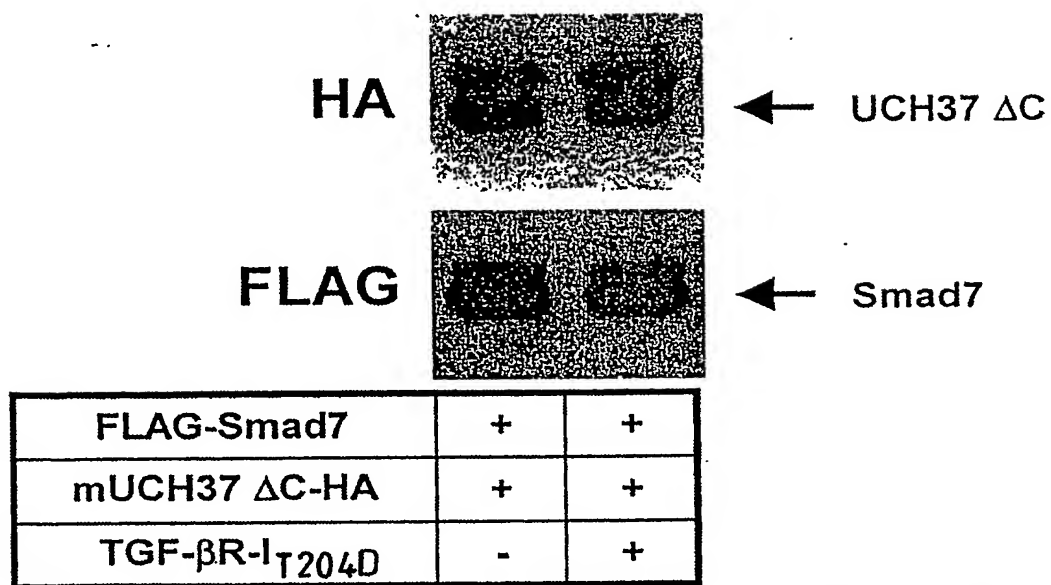 HA
UCH37 ΔC
FLAG
Smad7
FLAG-Smad7 + +
mUCH37 ΔC-HA + +
TGF-βR-I T204D - +